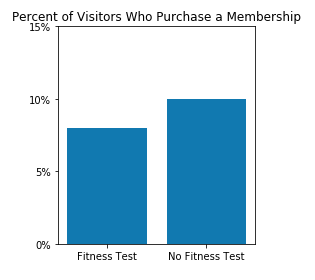 Percent of Visitors Who Purchase a Membership
15%
10%
5%
0%
Fitness Test
No Fitness Test